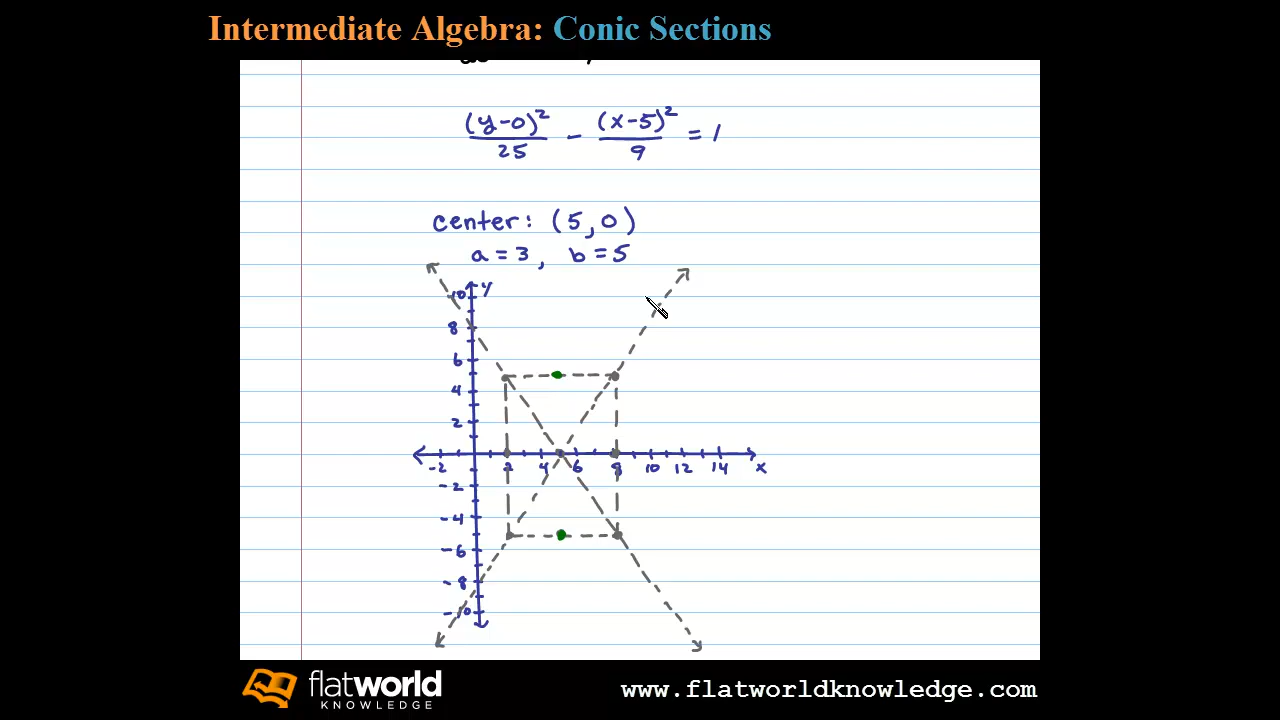 Intermediate Algebra: Conic Sections
(y-0)² / 25 - (x-5)² / 9 = 1
center: (5,0)
a = 3, b = 5
y
10
8
6
4
2
-2 2 4 6 8 10 12 14 x
-2
-4
-6
-8
-10
flatworld
KNOWLEDGE
www.flatworldknowledge.com